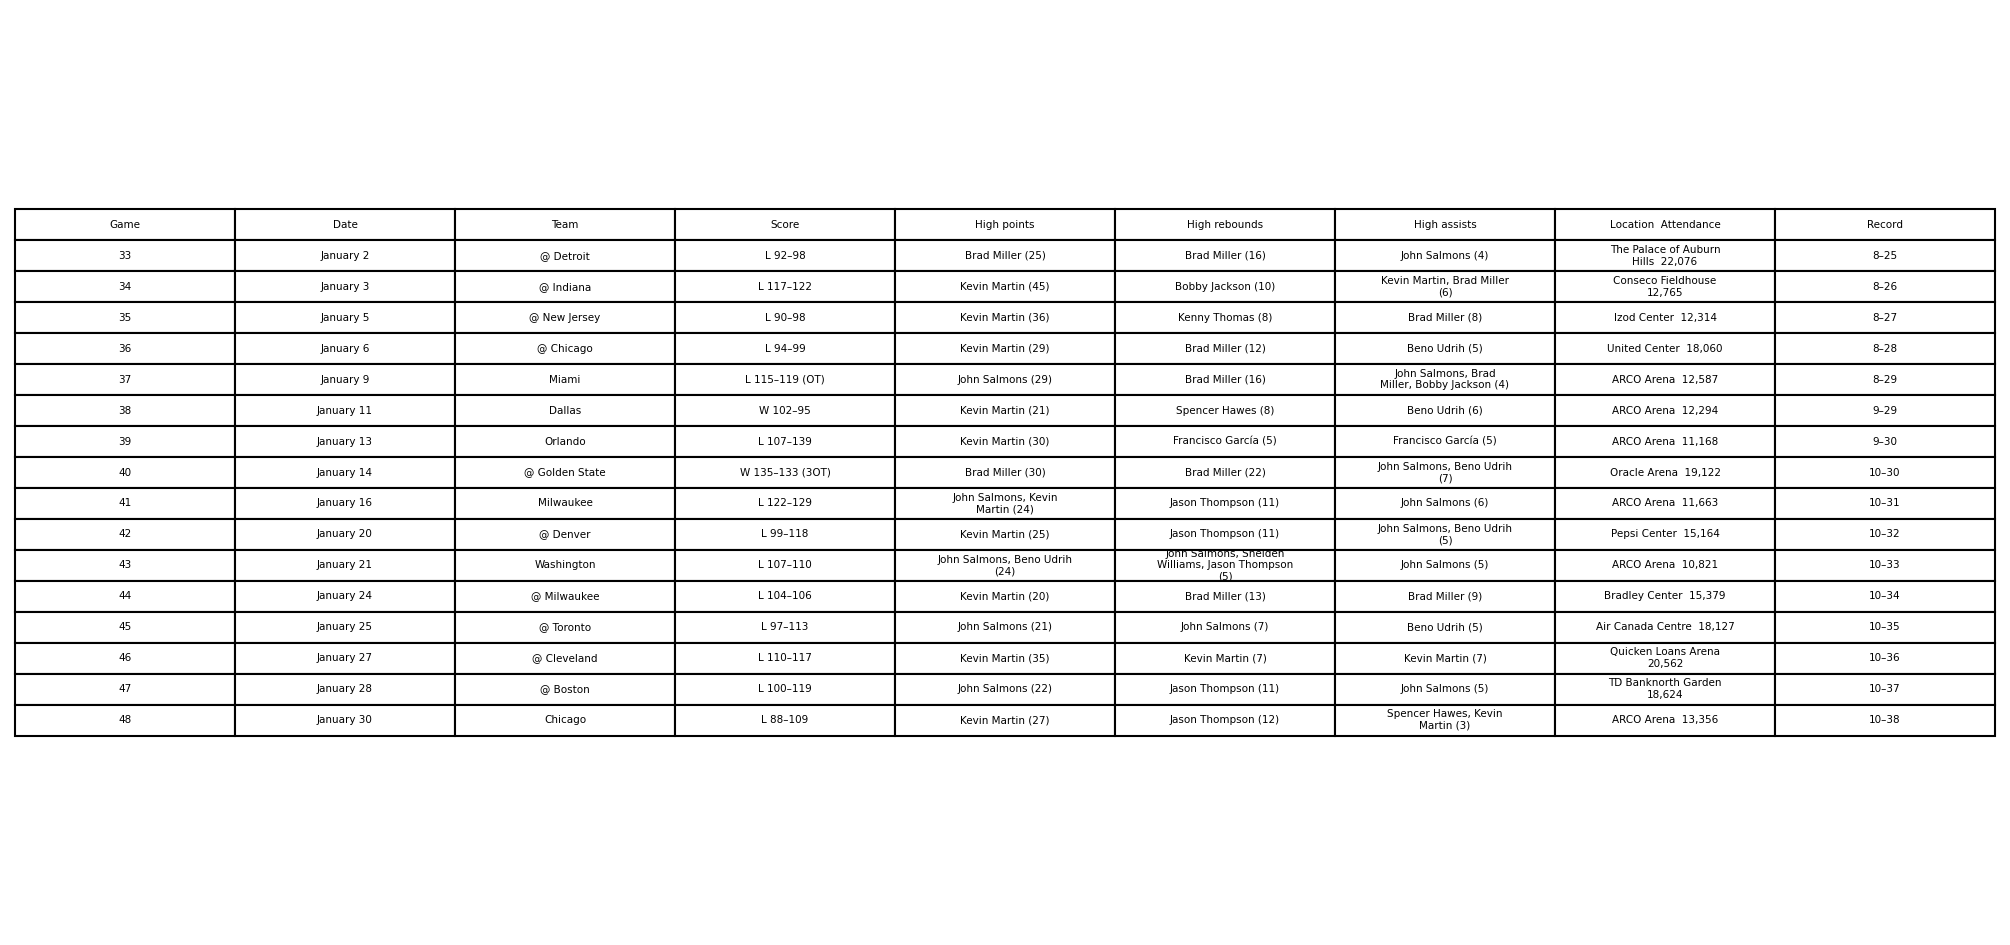 Game Date Team Score High points High rebounds High assists Location  Attendance Record
33 January 2 @ Detroit L 92–98 Brad Miller (25) Brad Miller (16) John Salmons (4) The Palace of Auburn Hills  22,076 8–25
34 January 3 @ Indiana L 117–122 Kevin Martin (45) Bobby Jackson (10) Kevin Martin, Brad Miller (6) Conseco Fieldhouse 12,765 8–26
35 January 5 @ New Jersey L 90–98 Kevin Martin (36) Kenny Thomas (8) Brad Miller (8) Izod Center  12,314 8–27
36 January 6 @ Chicago L 94–99 Kevin Martin (29) Brad Miller (12) Beno Udrih (5) United Center  18,060 8–28
37 January 9 Miami L 115–119 (OT) John Salmons (29) Brad Miller (16) John Salmons, Brad Miller, Bobby Jackson (4) ARCO Arena  12,587 8–29
38 January 11 Dallas W 102–95 Kevin Martin (21) Spencer Hawes (8) Beno Udrih (6) ARCO Arena  12,294 9–29
39 January 13 Orlando L 107–139 Kevin Martin (30) Francisco García (5) Francisco García (5) ARCO Arena  11,168 9–30
40 January 14 @ Golden State W 135–133 (3OT) Brad Miller (30) Brad Miller (22) John Salmons, Beno Udrih (7) Oracle Arena  19,122 10–30
41 January 16 Milwaukee L 122–129 John Salmons, Kevin Martin (24) Jason Thompson (11) John Salmons (6) ARCO Arena  11,663 10–31
42 January 20 @ Denver L 99–118 Kevin Martin (25) Jason Thompson (11) John Salmons, Beno Udrih (5) Pepsi Center  15,164 10–32
43 January 21 Washington L 107–110 John Salmons, Beno Udrih (24) John Salmons, Shelden Williams, Jason Thompson (5) John Salmons (5) ARCO Arena  10,821 10–33
44 January 24 @ Milwaukee L 104–106 Kevin Martin (20) Brad Miller (13) Brad Miller (9) Bradley Center  15,379 10–34
45 January 25 @ Toronto L 97–113 John Salmons (21) John Salmons (7) Beno Udrih (5) Air Canada Centre  18,127 10–35
46 January 27 @ Cleveland L 110–117 Kevin Martin (35) Kevin Martin (7) Kevin Martin (7) Quicken Loans Arena 20,562 10–36
47 January 28 @ Boston L 100–119 John Salmons (22) Jason Thompson (11) John Salmons (5) TD Banknorth Garden 18,624 10–37
48 January 30 Chicago L 88–109 Kevin Martin (27) Jason Thompson (12) Spencer Hawes, Kevin Martin (3) ARCO Arena  13,356 10–38